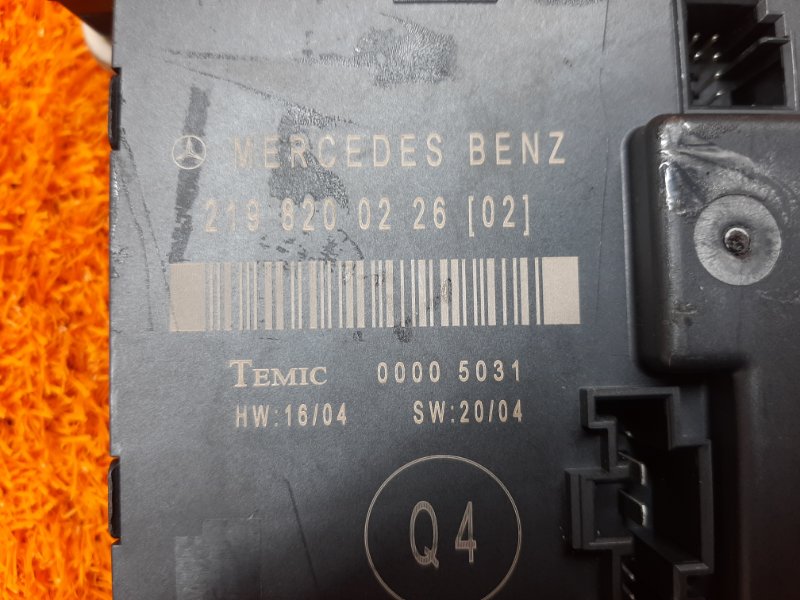 MERCEDES BENZ
219 820 02 26 [02]
TEMIC 0000 5031
HW:16/04 SW:20/04
Q4